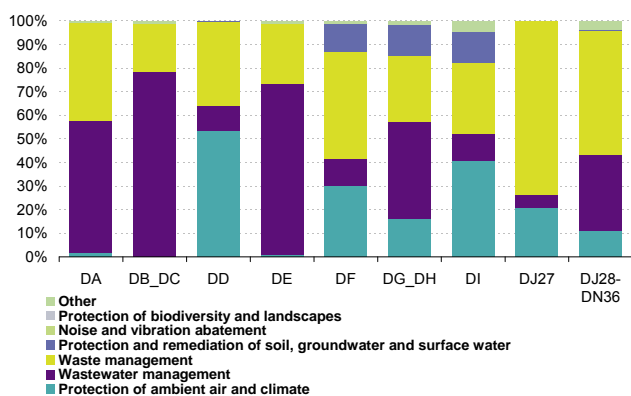 100%
90%
80%
70%
60%
50%
40%
30%
20%
10%
0%
DA DB_DC DD DE DF DG_DH DI DJ27 DJ28-
DN36
Other
Protection of biodiversity and landscapes
Noise and vibration abatement
Protection and remediation of soil, groundwater and surface water
Waste management
Wastewater management
Protection of ambient air and climate